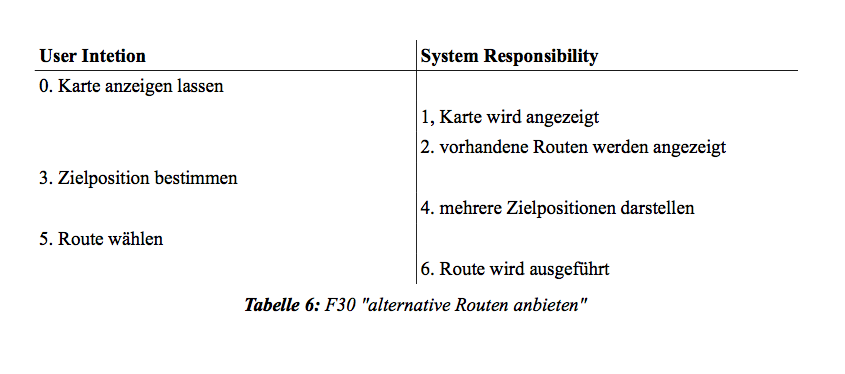 User Intetion System Responsibility
0. Karte anzeigen lassen
1, Karte wird angezeigt
2. vorhandene Routen werden angezeigt
3. Zielposition bestimmen
4. mehrere Zielpositionen darstellen
5. Route wählen
6. Route wird ausgeführt
Tabelle 6: F30 "alternative Routen anbieten"